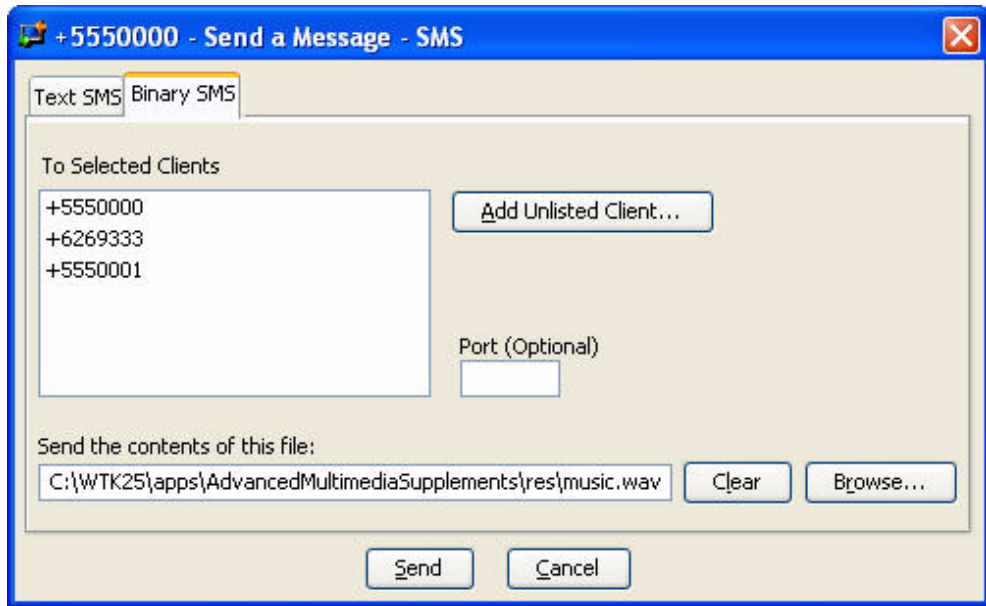 +5550000 - Send a Message - SMS
Text SMS Binary SMS
To Selected Clients
+5550000
+6269333
+5550001
Add Unlisted Client...
Port (Optional)
Send the contents of this file:
C:\WTK25\apps\AdvancedMultimediaSupplements\res\music.wav
Clear
Browse...
Send
Cancel